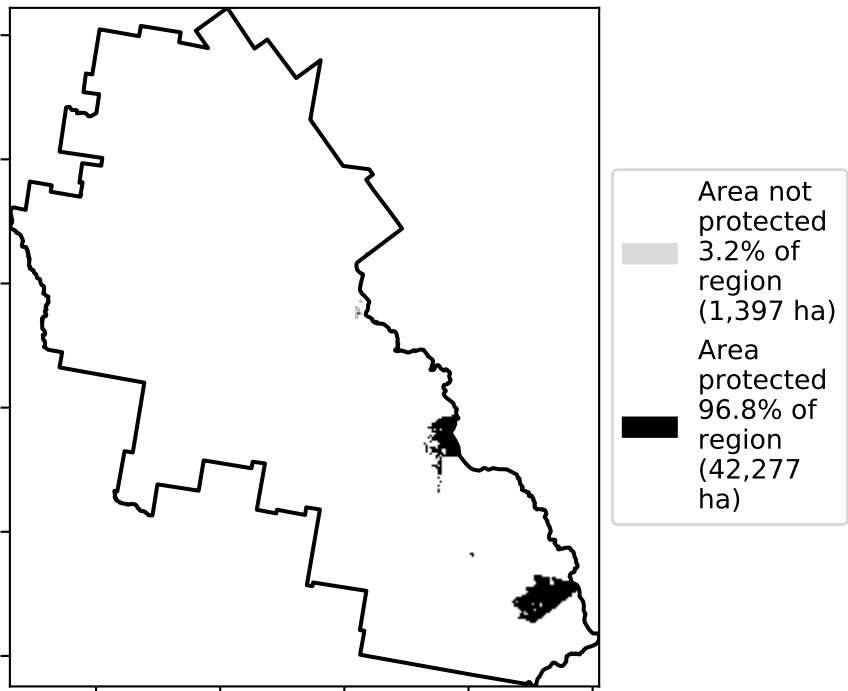 Area not
protected
3.2% of
region
(1,397 ha)
Area
protected
96.8% of
region
(42,277
ha)